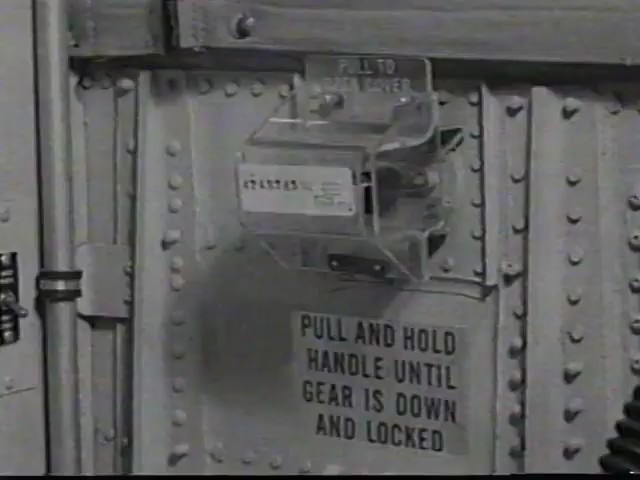 PULL TO
COVER
PULL AND HOLD
HANDLE UNTIL
GEAR IS DOWN
AND LOCKED